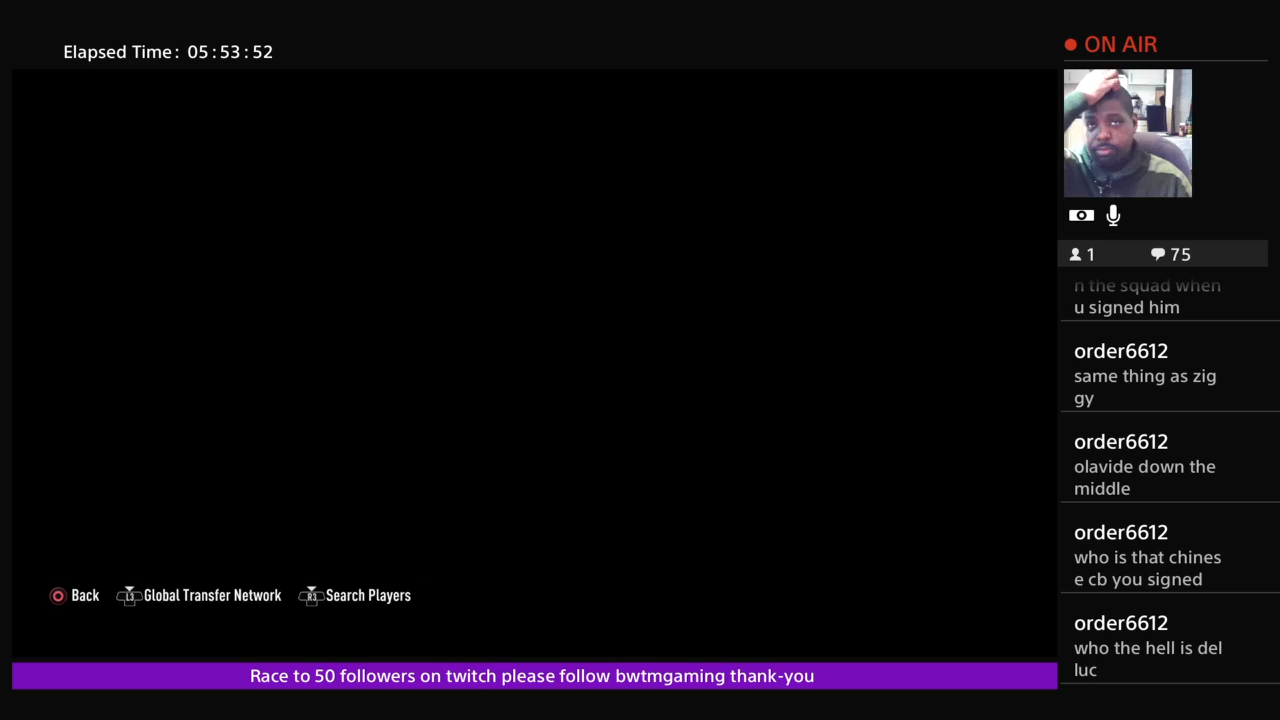 Elapsed Time: 05:53:52
ON AIR
1 75
n the squad when
u signed him
order6612
same thing as zig
gy
order6612
olavide down the
middle
order6612
who is that chines
e cb you signed
order6612
who the hell is del
luc
L3 R3
Back Global Transfer Network Search Players
Race to 50 followers on twitch please follow bwtmgaming thank-you